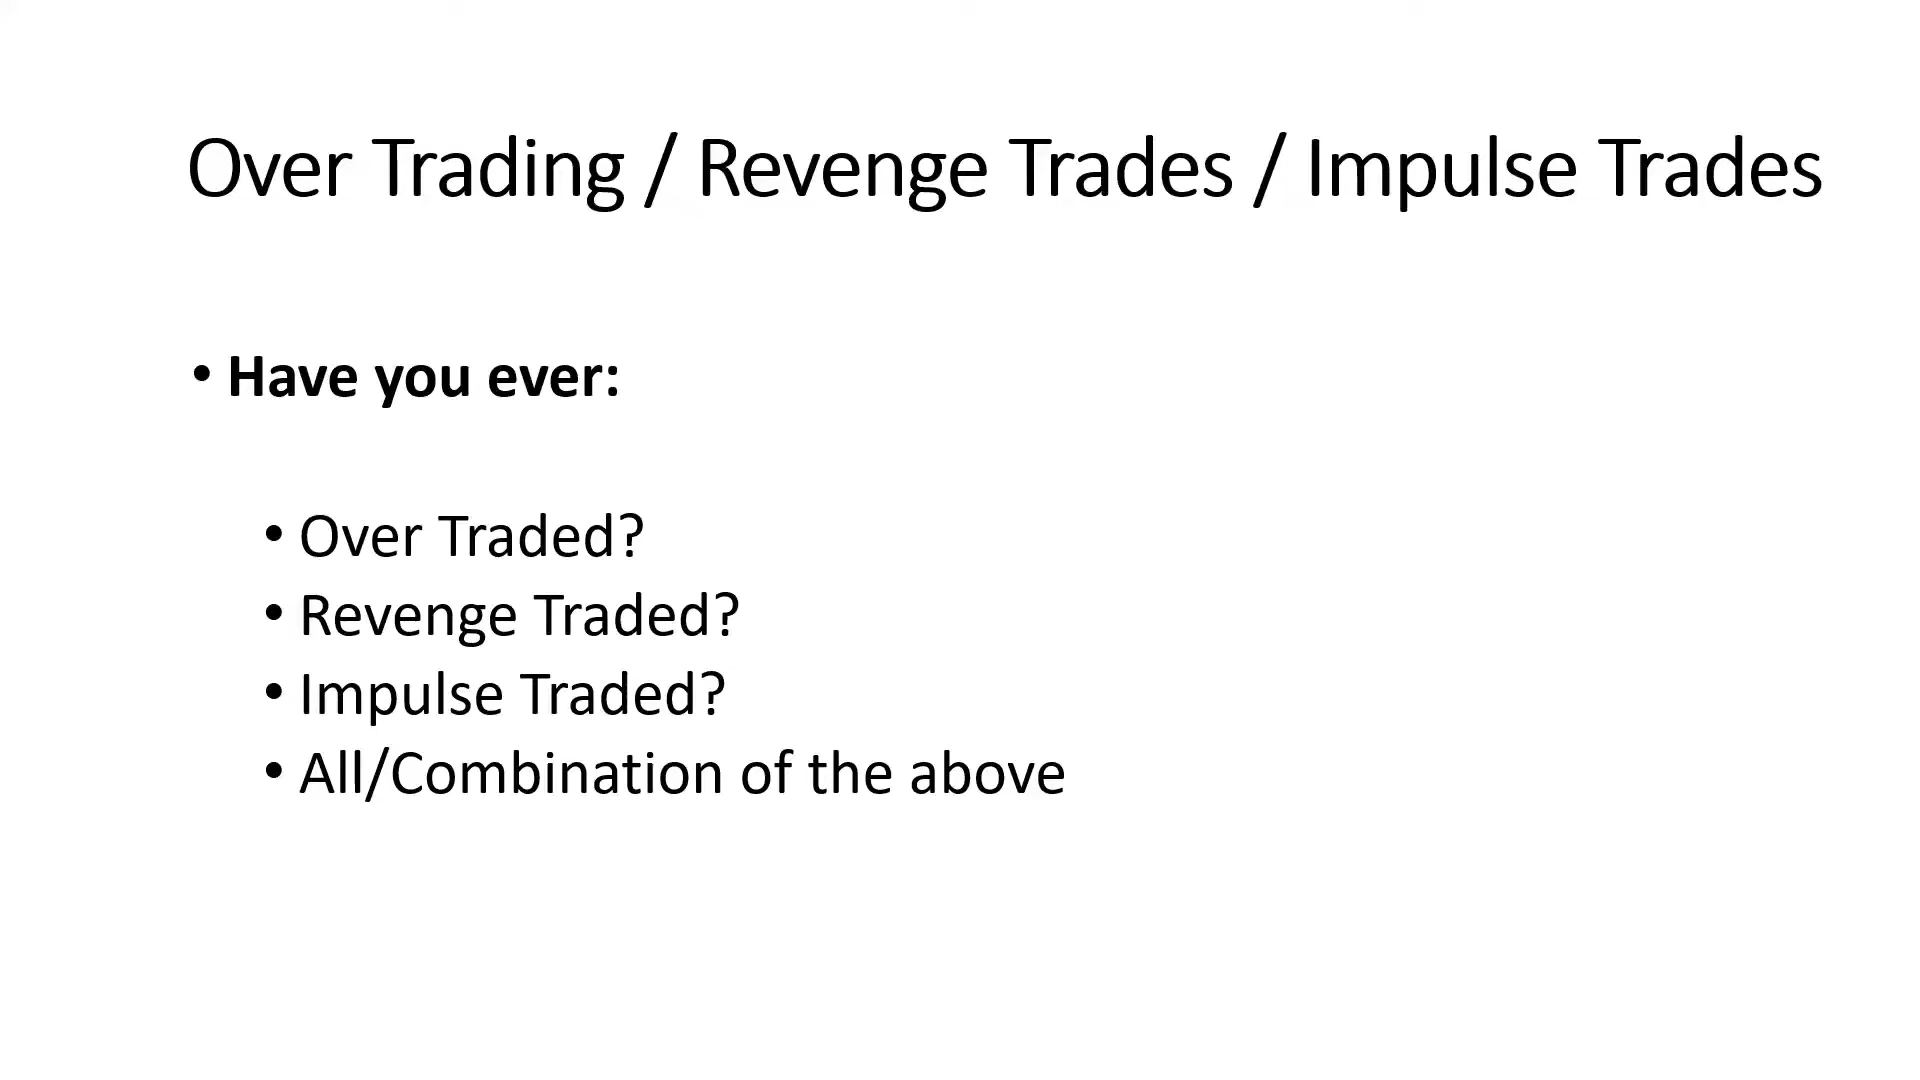 Over Trading / Revenge Trades / Impulse Trades
• Have you ever:
• Over Traded?
• Revenge Traded?
• Impulse Traded?
• All/Combination of the above